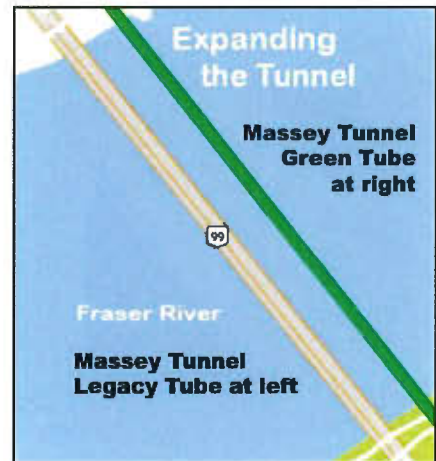 Expanding
the Tunnel
Massey Tunnel
Green Tube
at right
99
Fraser River
Massey Tunnel
Legacy Tube at left